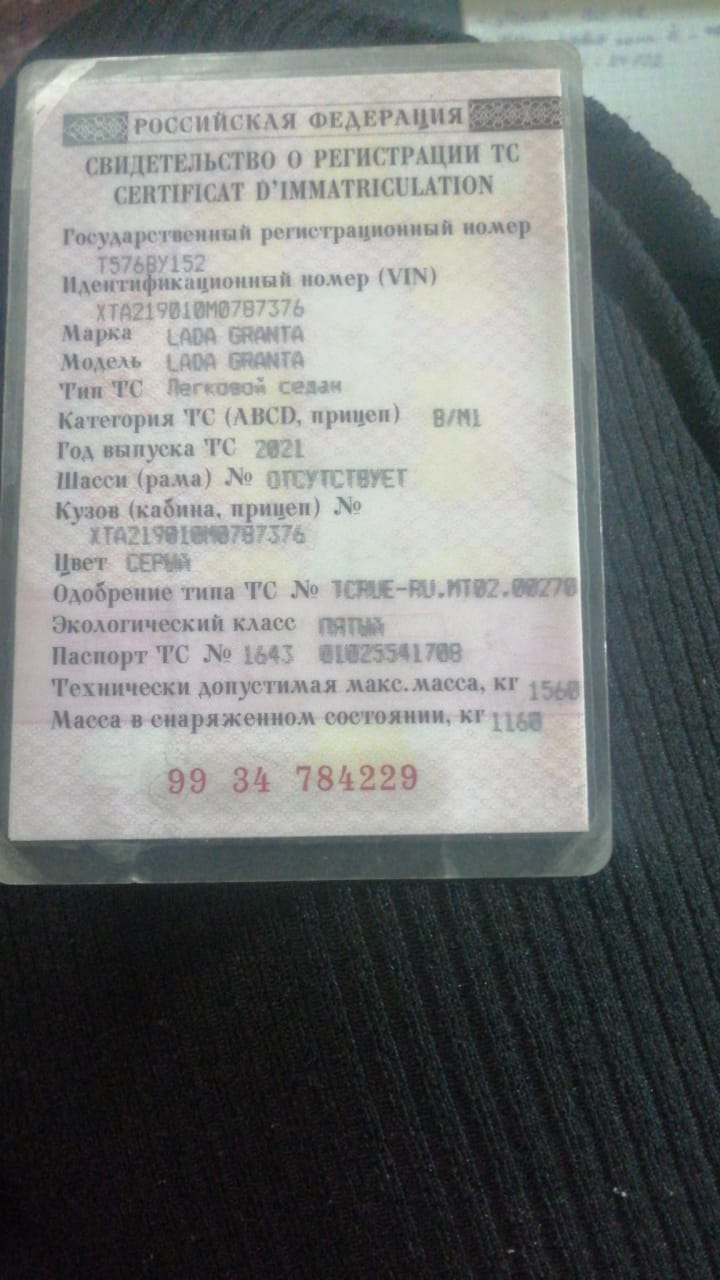 РОССИЙСКАЯ ФЕДЕРАЦИЯ
СВИДЕТЕЛЬСТВО О РЕГИСТРАЦИИ ТС
CERTIFICAT D'IMMATRICULATION
Государственный регистрационный номер
Т576ВУ152
Идентификационный номер (VIN)
XTA219010M0787376
Марка LADA GRANTA
Модель LADA GRANTA
Тип ТС Легковой седан
Категория ТС (ABCD, прицеп) B/M1
Год выпуска ТС 2021
Шасси (рама) № ОТСУТСТВУЕТ
Кузов (кабина, прицеп) №
XTA219010M0787376
Цвет СЕРЫЙ
Одобрение типа ТС № TCRUE-RU.MT02.00270
Экологический класс ПЯТЫЙ
Паспорт ТС № 1643 01025541708
Технически допустимая макс.масса, кг 1560
Масса в снаряженном состоянии, кг 1160
99 34 784229